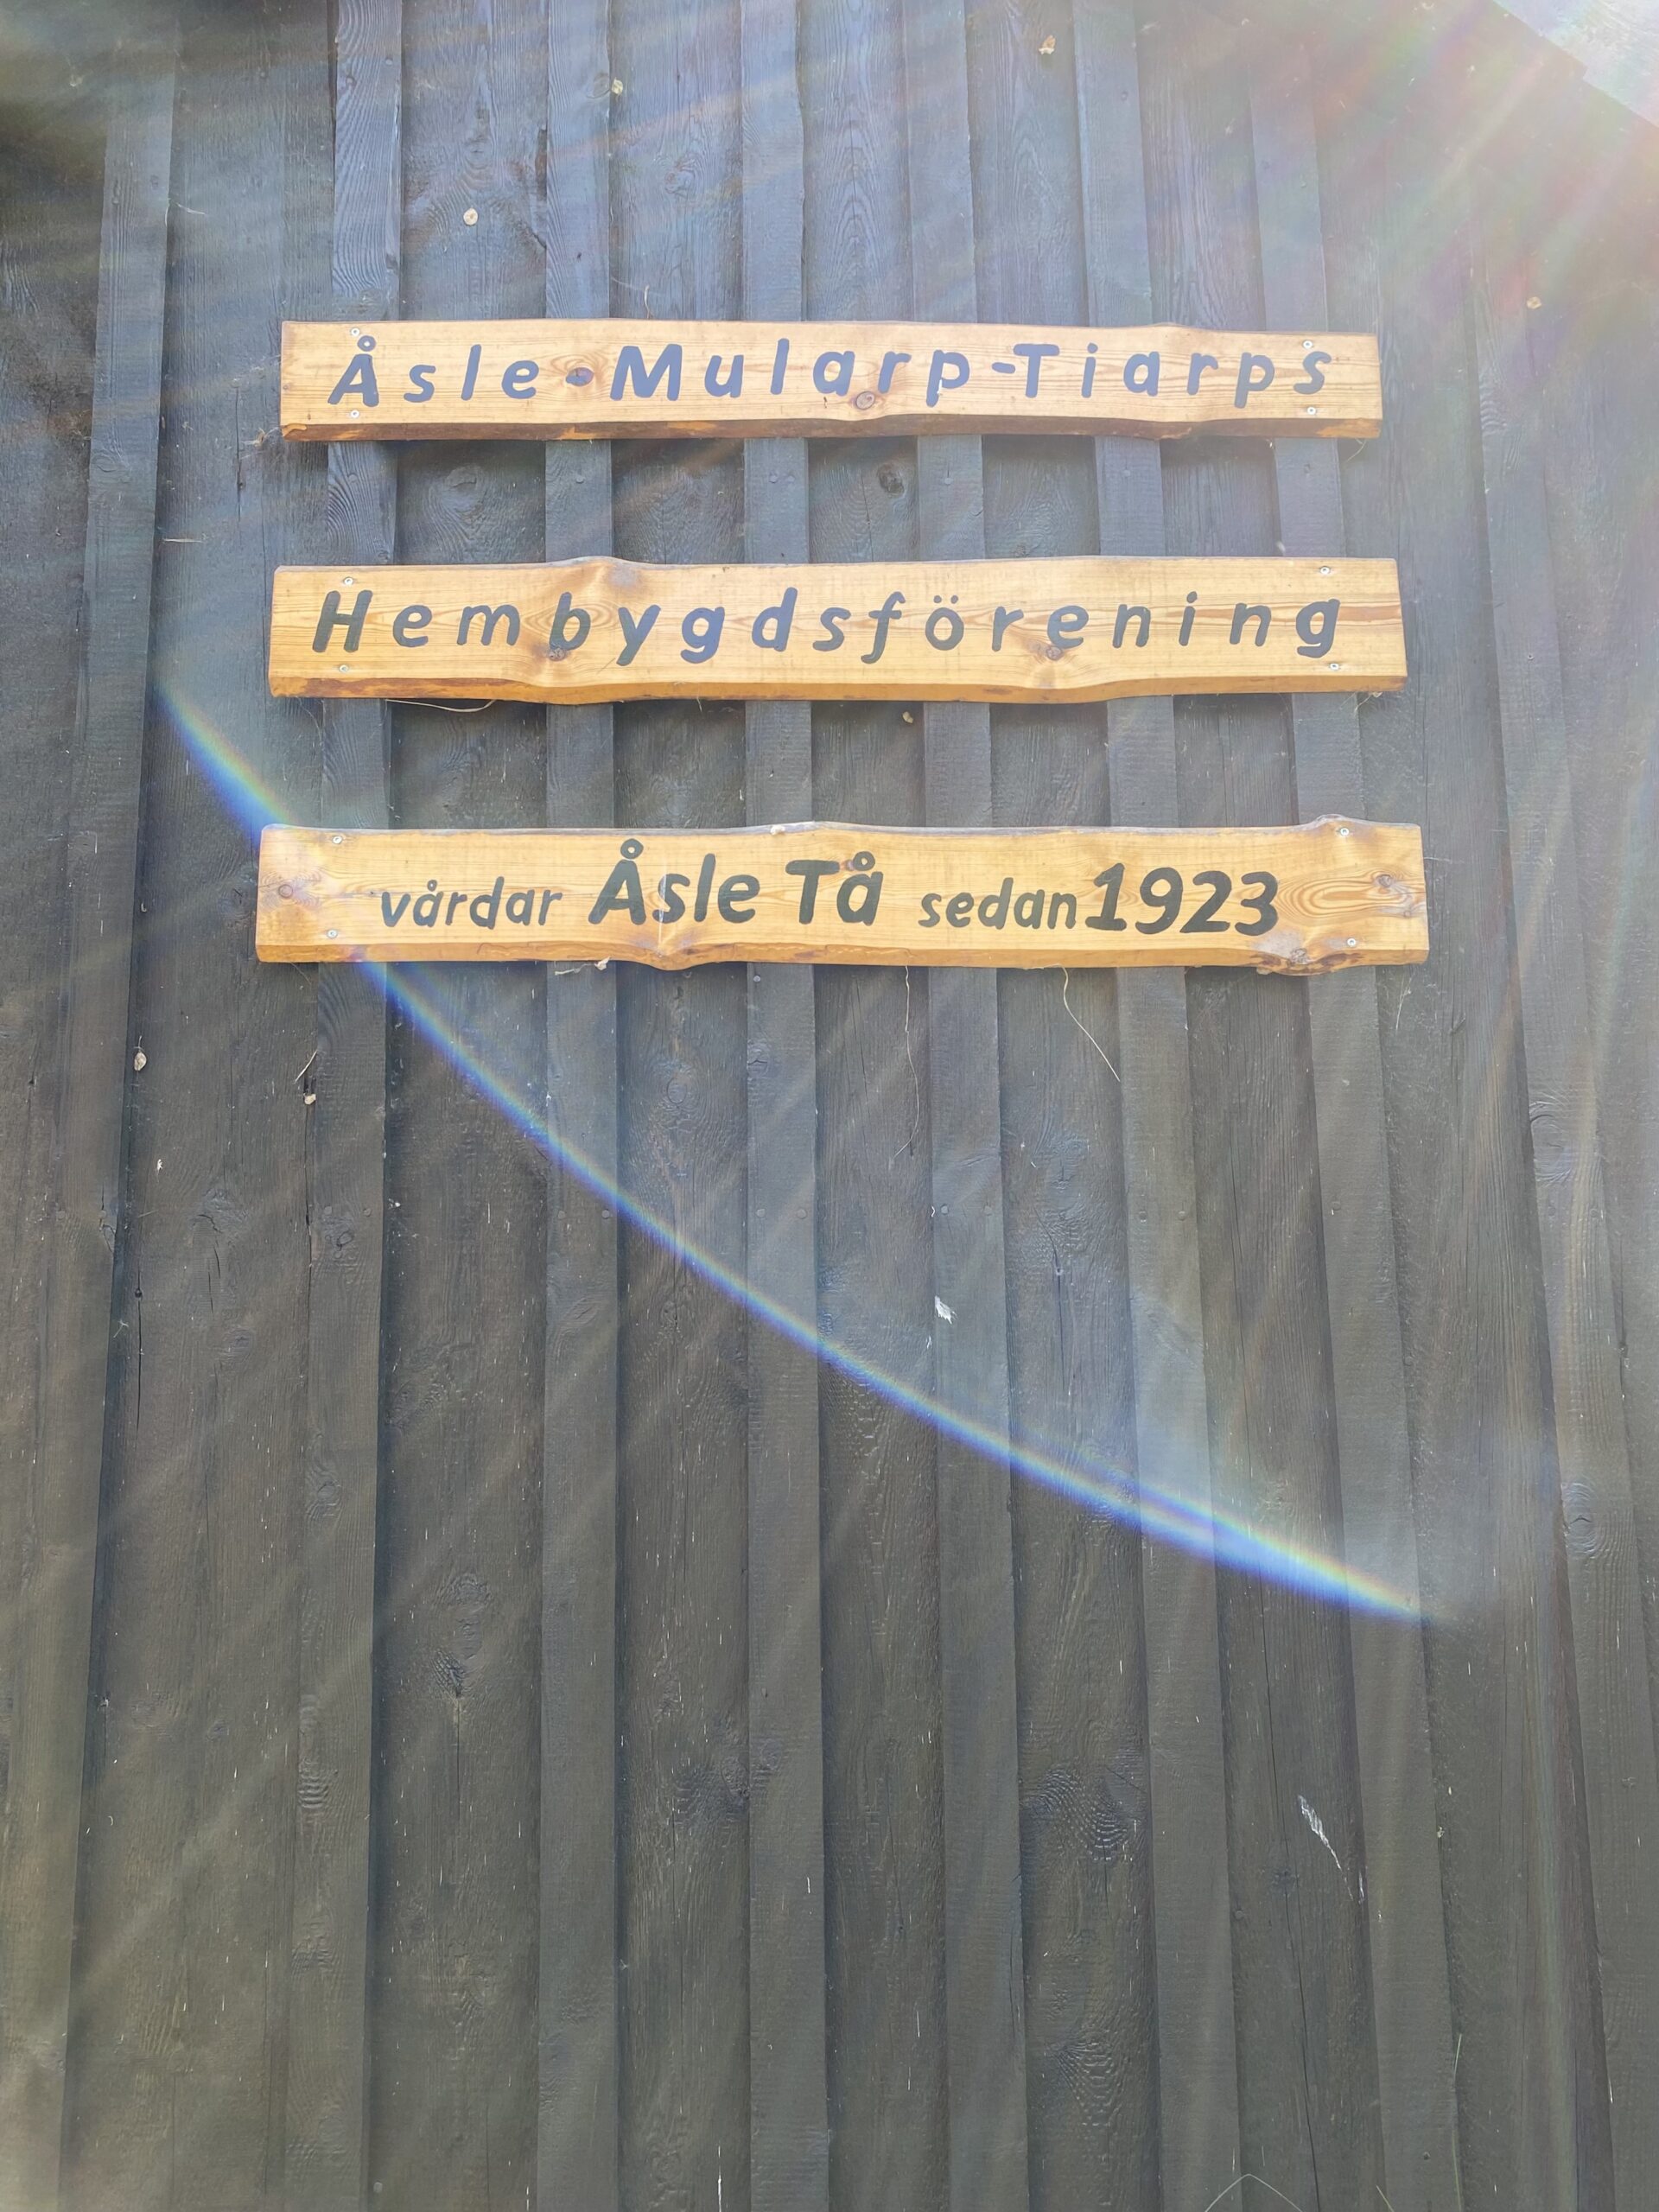 Åsle-Mularp-Tiarps
Hembygdsförening
vårdar Åsle Tå sedan 1923